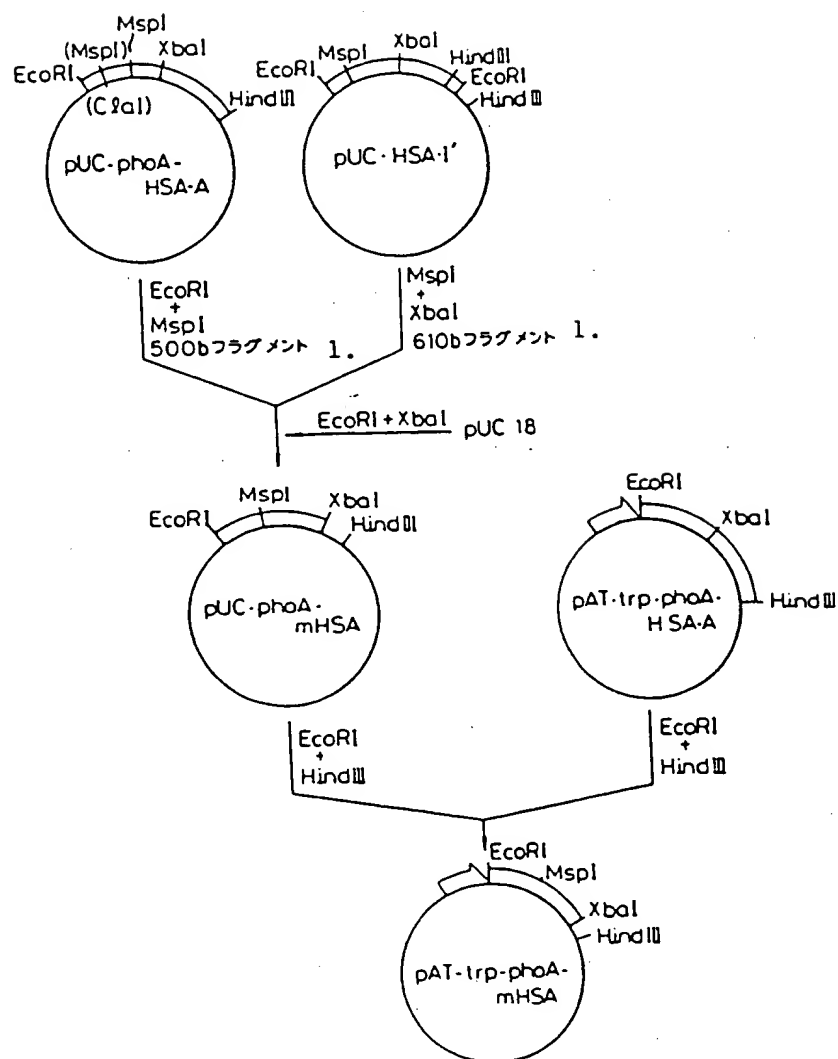 MspI
(MspI)
XbaI
EcoRI
(ClaI)
HindIII
pUC-phoA-
HSA-A
XbaI
MspI
HindIII
EcoRI
EcoRI
HindIII
pUC·HSA·I'
EcoRI
+
MspI
500bフラグメント 1.
MspI
+
XbaI
610bフラグメント 1.
EcoRI+XbaI
pUC 18
MspI
XbaI
EcoRI
HindIII
pUC-phoA-
mHSA
EcoRI
XbaI
HindIII
pAT-trp-phoA-
HSA-A
EcoRI
+
HindIII
EcoRI
+
HindIII
EcoRI
MspI
XbaI
HindIII
pAT-trp-phoA-
mHSA